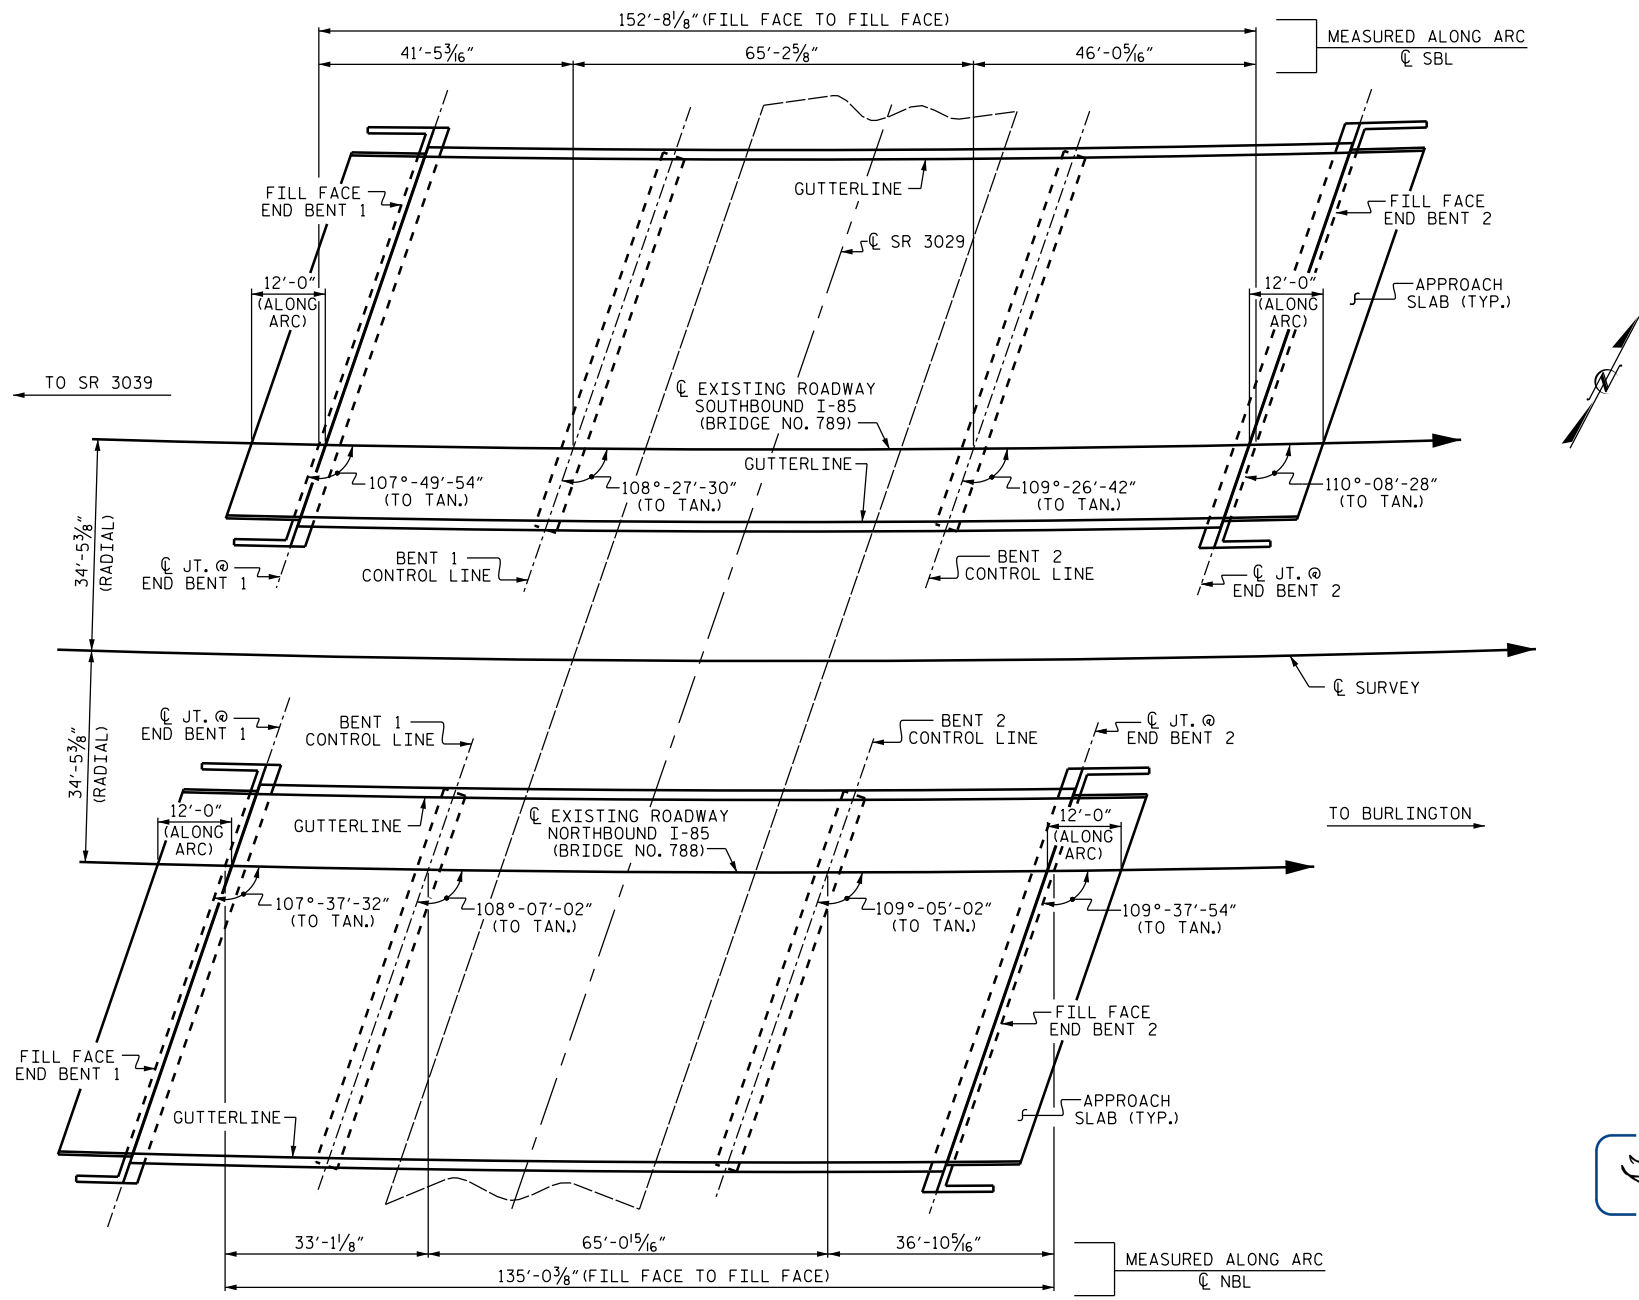 152'-8⅛" (FILL FACE TO FILL FACE)
MEASURED ALONG ARC
℄ SBL
41'-5³⁄₁₆"
65'-2⅝"
46'-0⁵⁄₁₆"
FILL FACE
END BENT 1
GUTTERLINE
℄ SR 3029
FILL FACE
END BENT 2
12'-0"
(ALONG
ARC)
12'-0"
(ALONG
ARC)
APPROACH
SLAB (TYP.)
TO SR 3039
℄ EXISTING ROADWAY
SOUTHBOUND I-85
(BRIDGE NO. 789)
GUTTERLINE
107°-49'-54"
(TO TAN.)
108°-27'-30"
(TO TAN.)
109°-26'-42"
(TO TAN.)
110°-08'-28"
(TO TAN.)
34'-5⅜"
(RADIAL)
℄ JT. @
END BENT 1
BENT 1
CONTROL LINE
BENT 2
CONTROL LINE
℄ JT. @
END BENT 2
N
℄ SURVEY
34'-5⅜"
(RADIAL)
℄ JT. @
END BENT 1
BENT 1
CONTROL LINE
BENT 2
CONTROL LINE
℄ JT. @
END BENT 2
12'-0"
(ALONG
ARC)
GUTTERLINE
℄ EXISTING ROADWAY
NORTHBOUND I-85
(BRIDGE NO. 788)
12'-0"
(ALONG
ARC)
TO BURLINGTON
107°-37'-32"
(TO TAN.)
108°-07'-02"
(TO TAN.)
109°-05'-02"
(TO TAN.)
109°-37'-54"
(TO TAN.)
FILL FACE
END BENT 2
FILL FACE
END BENT 1
GUTTERLINE
APPROACH
SLAB (TYP.)
33'-1⅛"
65'-0¹⁵⁄₁₆"
36'-10⁵⁄₁₆"
135'-0⅜" (FILL FACE TO FILL FACE)
MEASURED ALONG ARC
℄ NBL